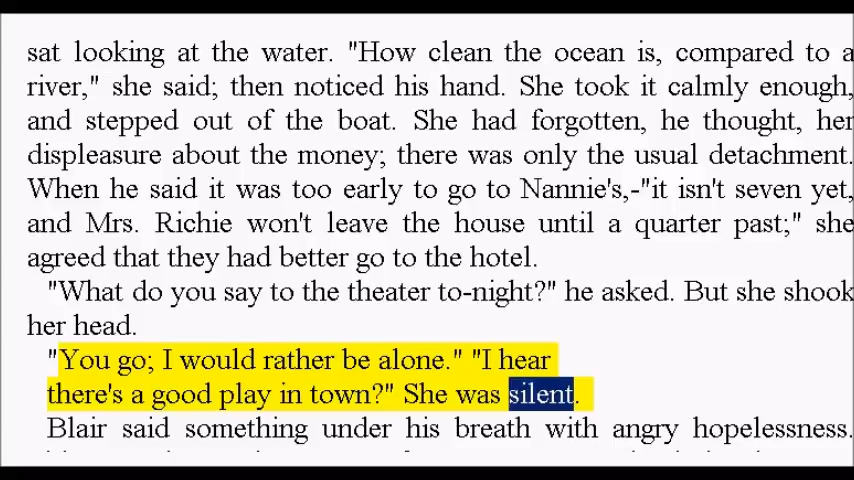 sat looking at the water. "How clean the ocean is, compared to a
river," she said; then noticed his hand. She took it calmly enough,
and stepped out of the boat. She had forgotten, he thought, her
displeasure about the money; there was only the usual detachment.
When he said it was too early to go to Nannie's,-"it isn't seven yet,
and Mrs. Richie won't leave the house until a quarter past;" she
agreed that they had better go to the hotel.
"What do you say to the theater to-night?" he asked. But she shook
her head.
"You go; I would rather be alone." "I hear
there's a good play in town?" She was silent.
Blair said something under his breath with angry hopelessness.